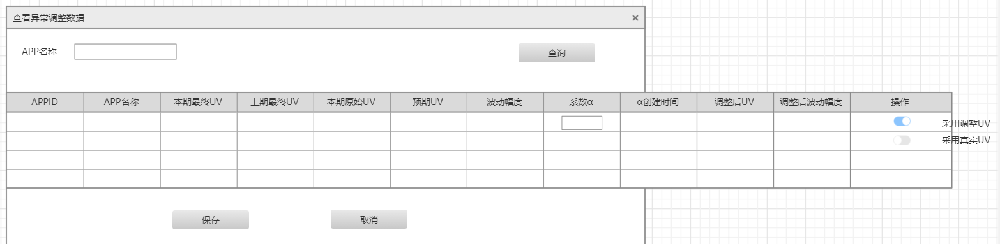 查看异常调整数据 ×
APP名称 查询
APPID APP名称 本期最终UV 上期最终UV 本期原始UV 预期UV 波动幅度 系数α α创建时间 调整后UV 调整后波动幅度 操作
采用调整UV
采用真实UV
保存 取消